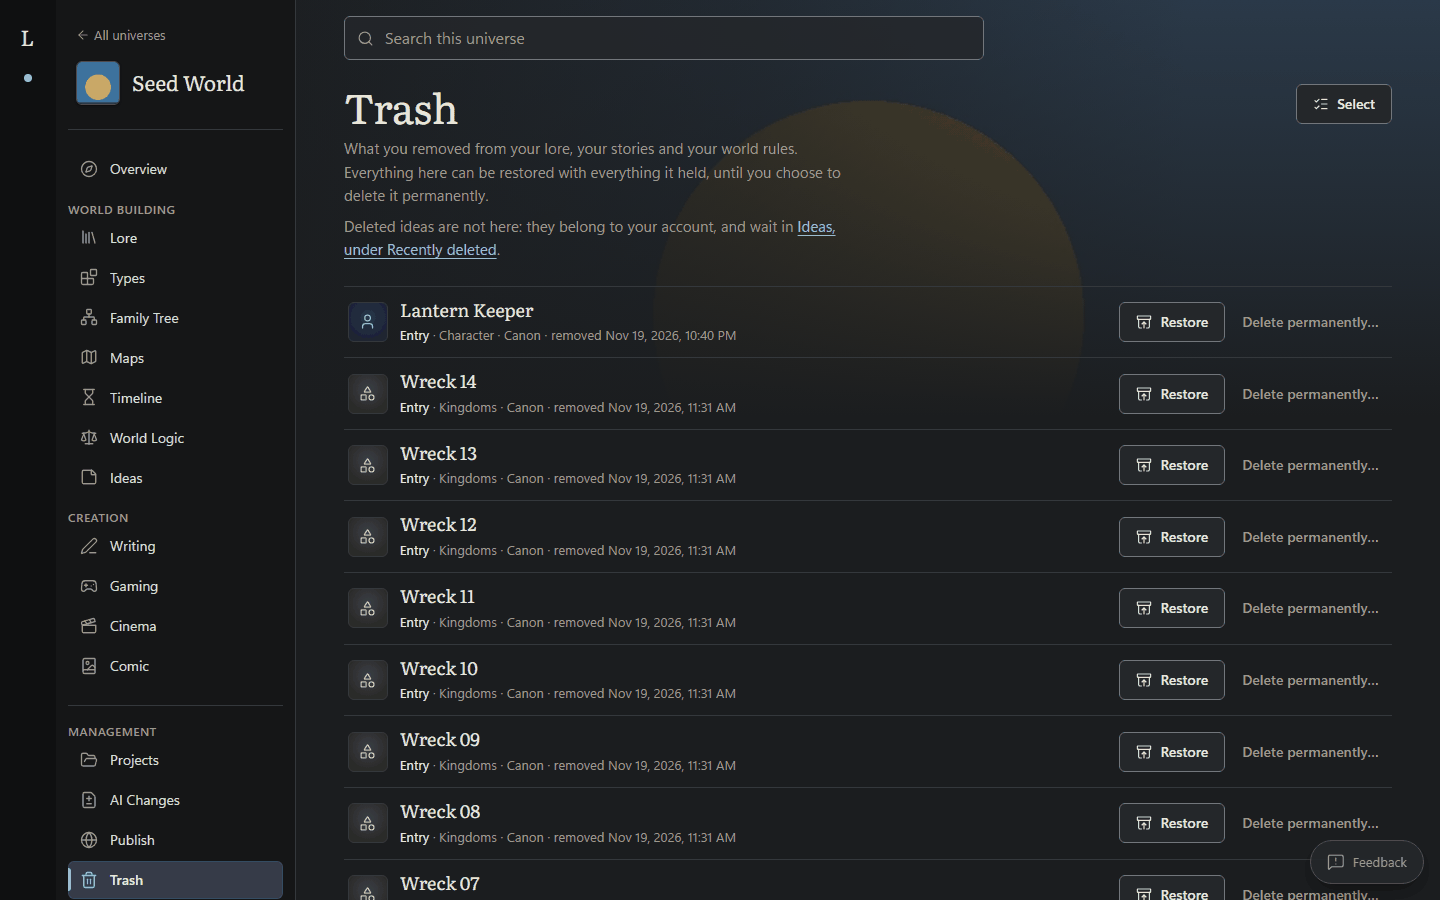 L
All universes
Seed World
Overview
WORLD BUILDING
Lore
Types
Family Tree
Maps
Timeline
World Logic
Ideas
CREATION
Writing
Gaming
Cinema
Comic
MANAGEMENT
Projects
AI Changes
Publish
Trash
Search this universe
Trash
Select
What you removed from your lore, your stories and your world rules.
Everything here can be restored with everything it held, until you choose to
delete it permanently.
Deleted ideas are not here: they belong to your account, and wait in Ideas,
under Recently deleted.
Lantern Keeper
Entry · Character · Canon · removed Nov 19, 2026, 10:40 PM
Restore Delete permanently...
Wreck 14
Entry · Kingdoms · Canon · removed Nov 19, 2026, 11:31 AM
Restore Delete permanently...
Wreck 13
Entry · Kingdoms · Canon · removed Nov 19, 2026, 11:31 AM
Restore Delete permanently...
Wreck 12
Entry · Kingdoms · Canon · removed Nov 19, 2026, 11:31 AM
Restore Delete permanently...
Wreck 11
Entry · Kingdoms · Canon · removed Nov 19, 2026, 11:31 AM
Restore Delete permanently...
Wreck 10
Entry · Kingdoms · Canon · removed Nov 19, 2026, 11:31 AM
Restore Delete permanently...
Wreck 09
Entry · Kingdoms · Canon · removed Nov 19, 2026, 11:31 AM
Restore Delete permanently...
Wreck 08
Entry · Kingdoms · Canon · removed Nov 19, 2026, 11:31 AM
Restore Delete permanently...
Wreck 07
Restore Delete permanently...
Feedback